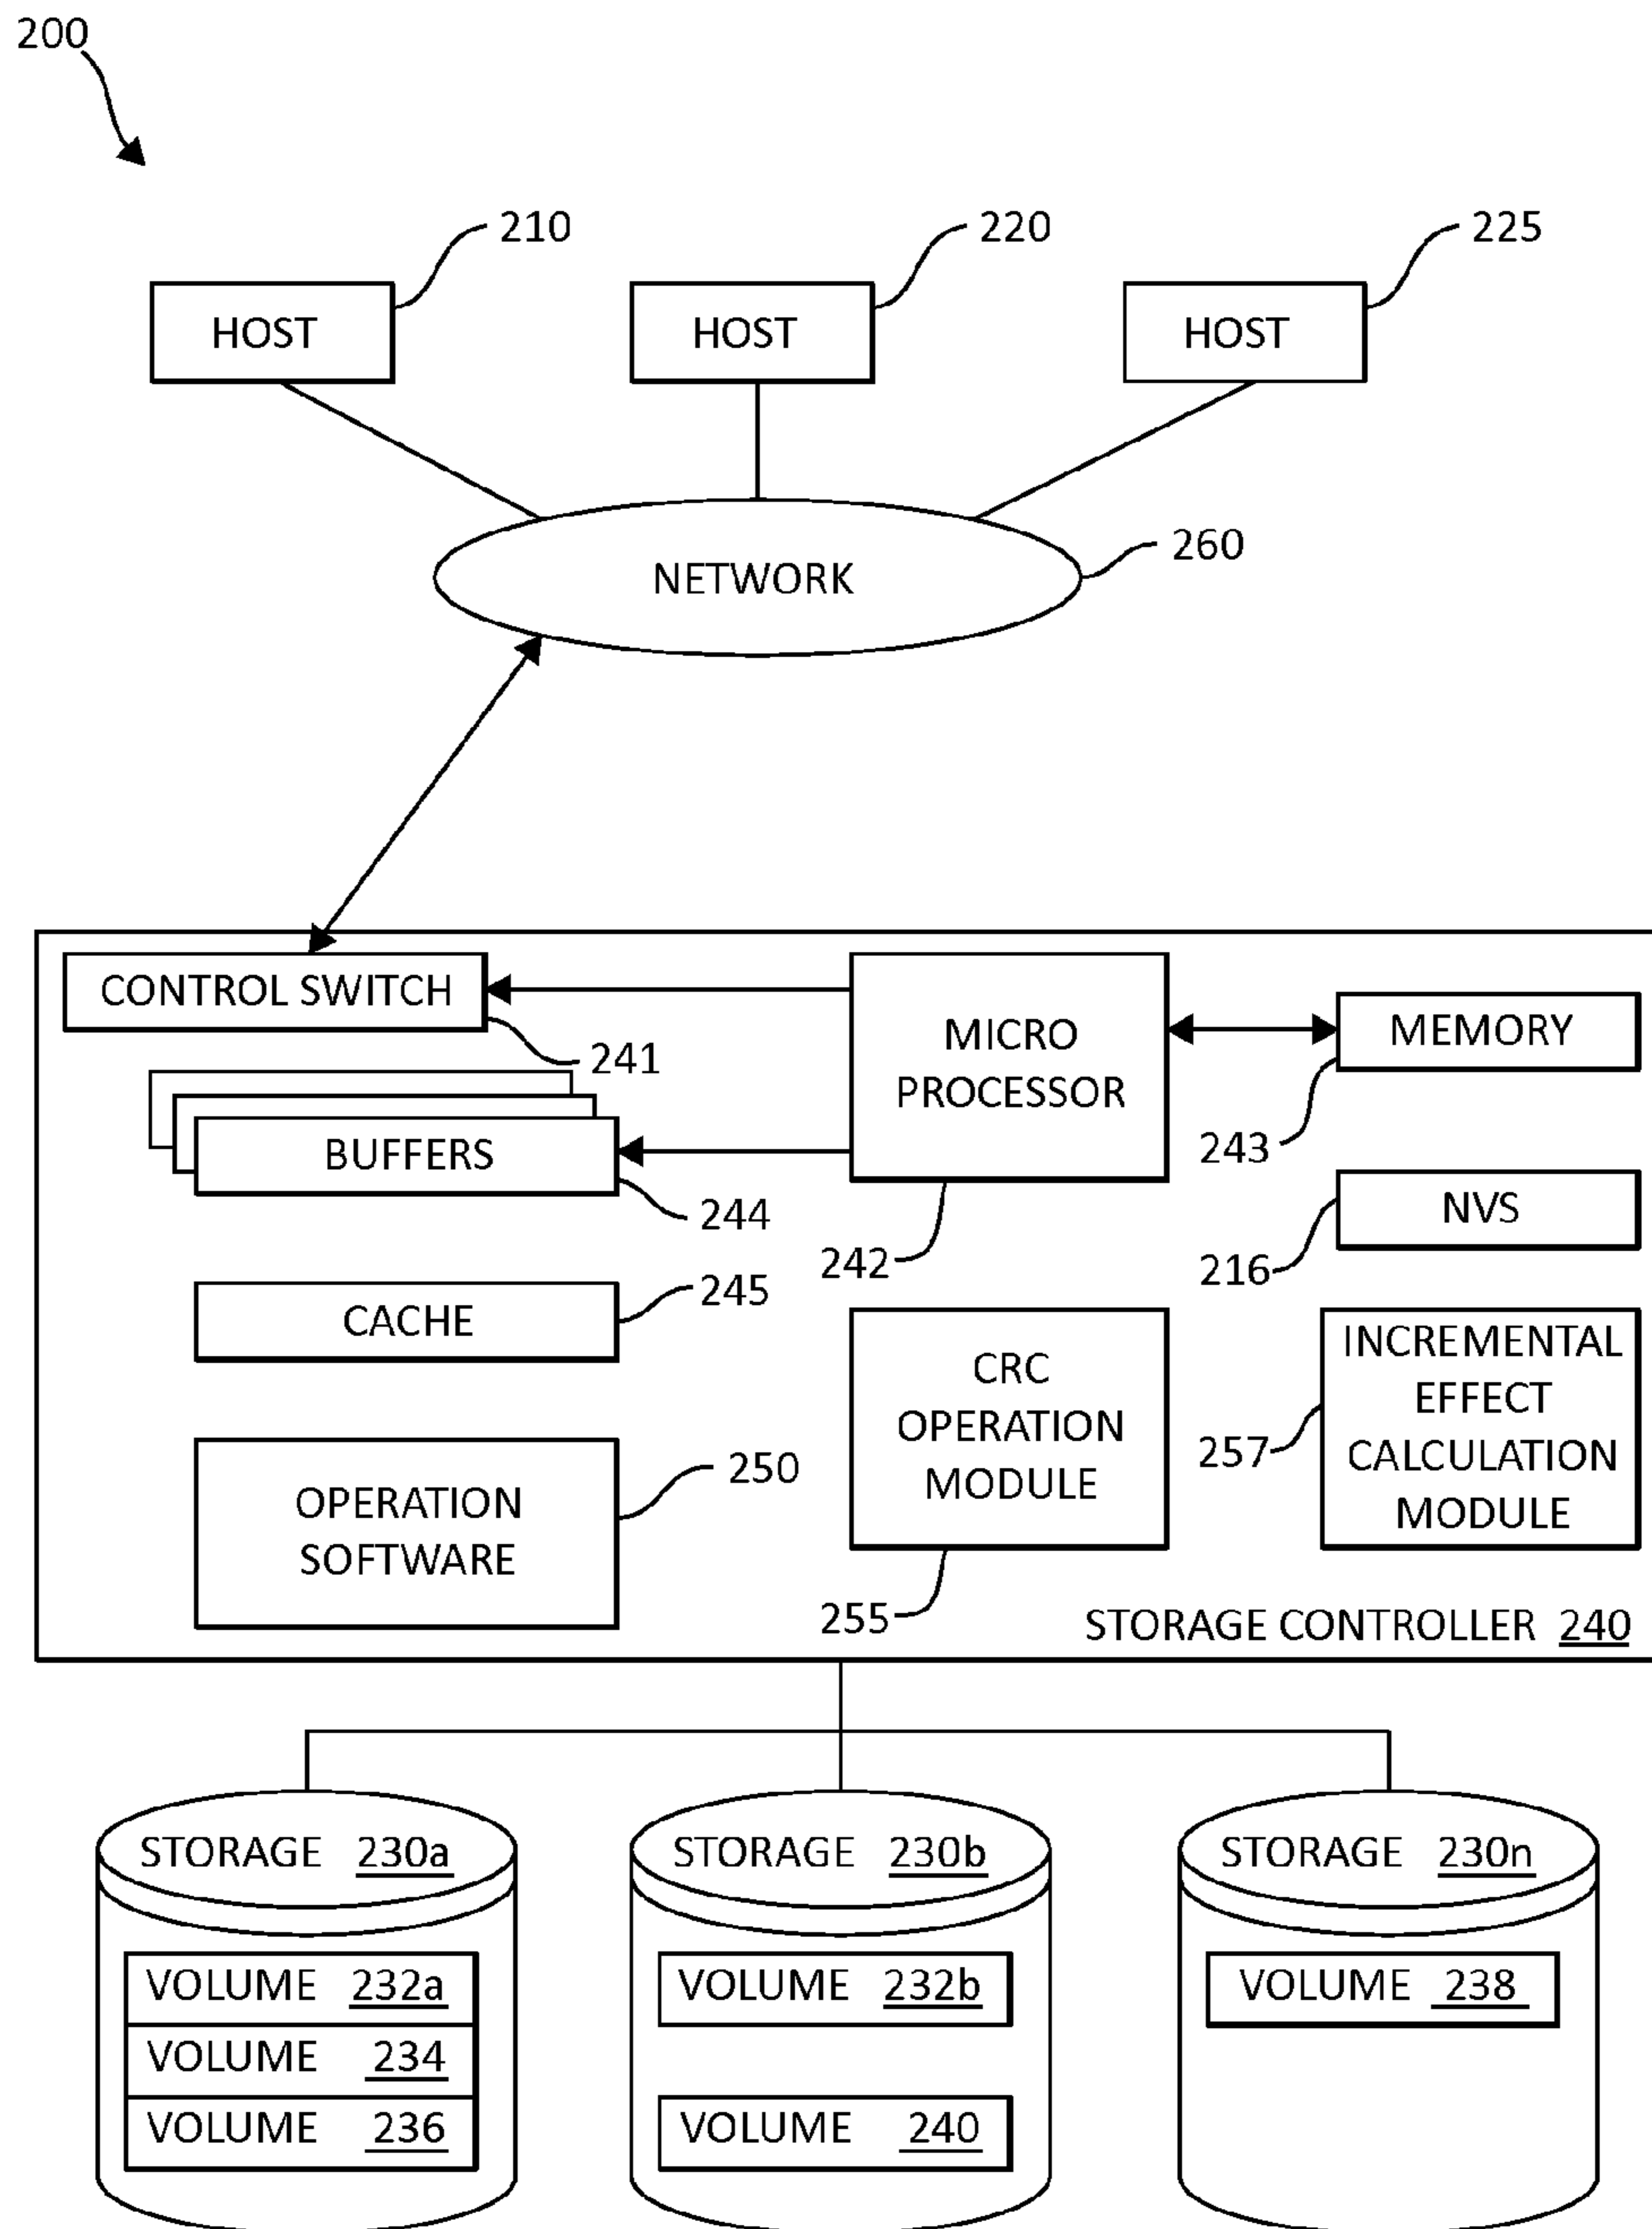 200
210
220
225
HOST
HOST
HOST
260
NETWORK
CONTROL SWITCH
241
MICRO
PROCESSOR
242
MEMORY
243
BUFFERS
244
NVS
216
CACHE
245
CRC
OPERATION
MODULE
255
INCREMENTAL
EFFECT
CALCULATION
MODULE
257
OPERATION
SOFTWARE
250
STORAGE CONTROLLER 240
STORAGE 230a
VOLUME 232a
VOLUME 234
VOLUME 236
STORAGE 230b
VOLUME 232b
VOLUME 240
STORAGE 230n
VOLUME 238